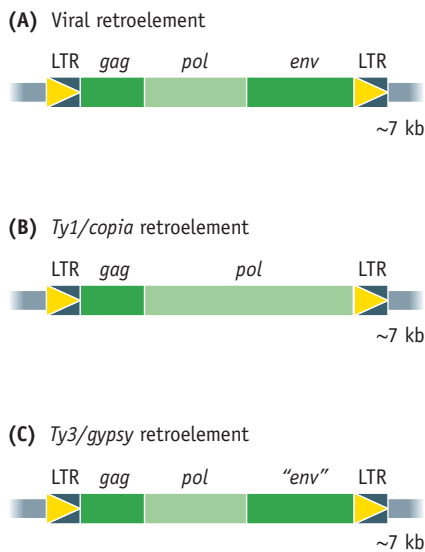 (A) Viral retroelement
LTR gag pol env LTR
~7 kb
(B) Ty1/copia retroelement
LTR gag pol LTR
~7 kb
(C) Ty3/gypsy retroelement
LTR gag pol “env” LTR
~7 kb